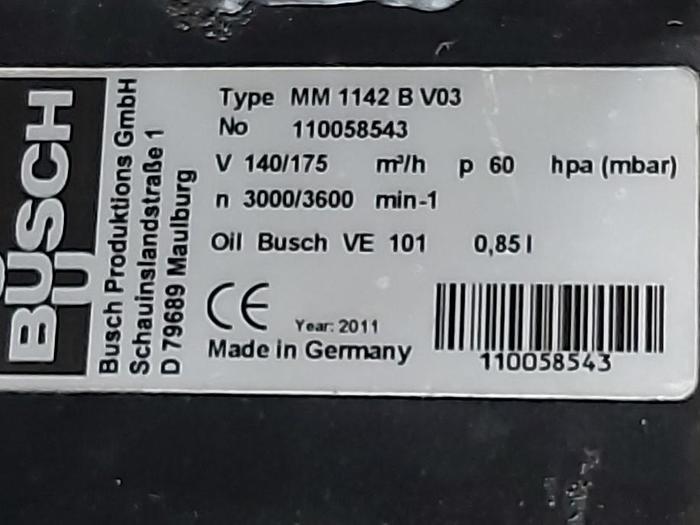 BUSCH
Busch Produktions GmbH
Schauinslandstraße 1
D 79689 Maulburg
Type MM 1142 B V03
No 110058543
V 140/175 m³/h p 60 hpa (mbar)
n 3000/3600 min-1
Oil Busch VE 101 0,85 l
CE Year: 2011
Made in Germany
110058543